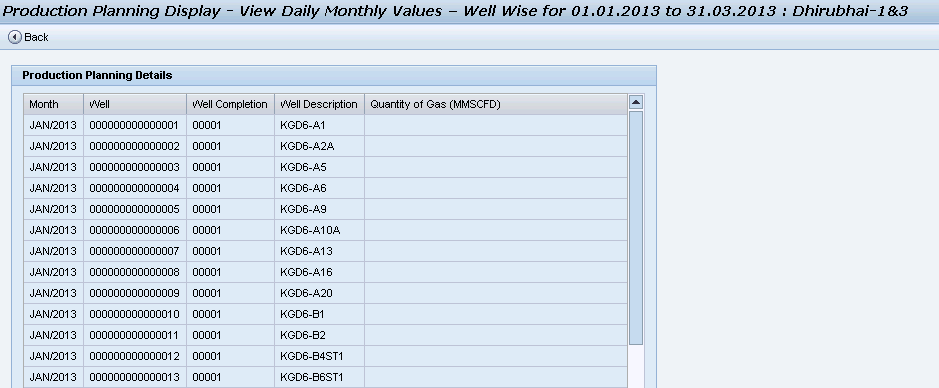 Production Planning Display - View Daily Monthly Values – Well Wise for 01.01.2013 to 31.03.2013 : Dhirubhai-1&3
Back
Production Planning Details
Month Well Well Completion Well Description Quantity of Gas (MMSCFD)
JAN/2013 000000000000001 00001 KGD6-A1
JAN/2013 000000000000002 00001 KGD6-A2A
JAN/2013 000000000000003 00001 KGD6-A5
JAN/2013 000000000000004 00001 KGD6-A6
JAN/2013 000000000000005 00001 KGD6-A9
JAN/2013 000000000000006 00001 KGD6-A10A
JAN/2013 000000000000007 00001 KGD6-A13
JAN/2013 000000000000008 00001 KGD6-A16
JAN/2013 000000000000009 00001 KGD6-A20
JAN/2013 000000000000010 00001 KGD6-B1
JAN/2013 000000000000011 00001 KGD6-B2
JAN/2013 000000000000012 00001 KGD6-B4ST1
JAN/2013 000000000000013 00001 KGD6-B6ST1